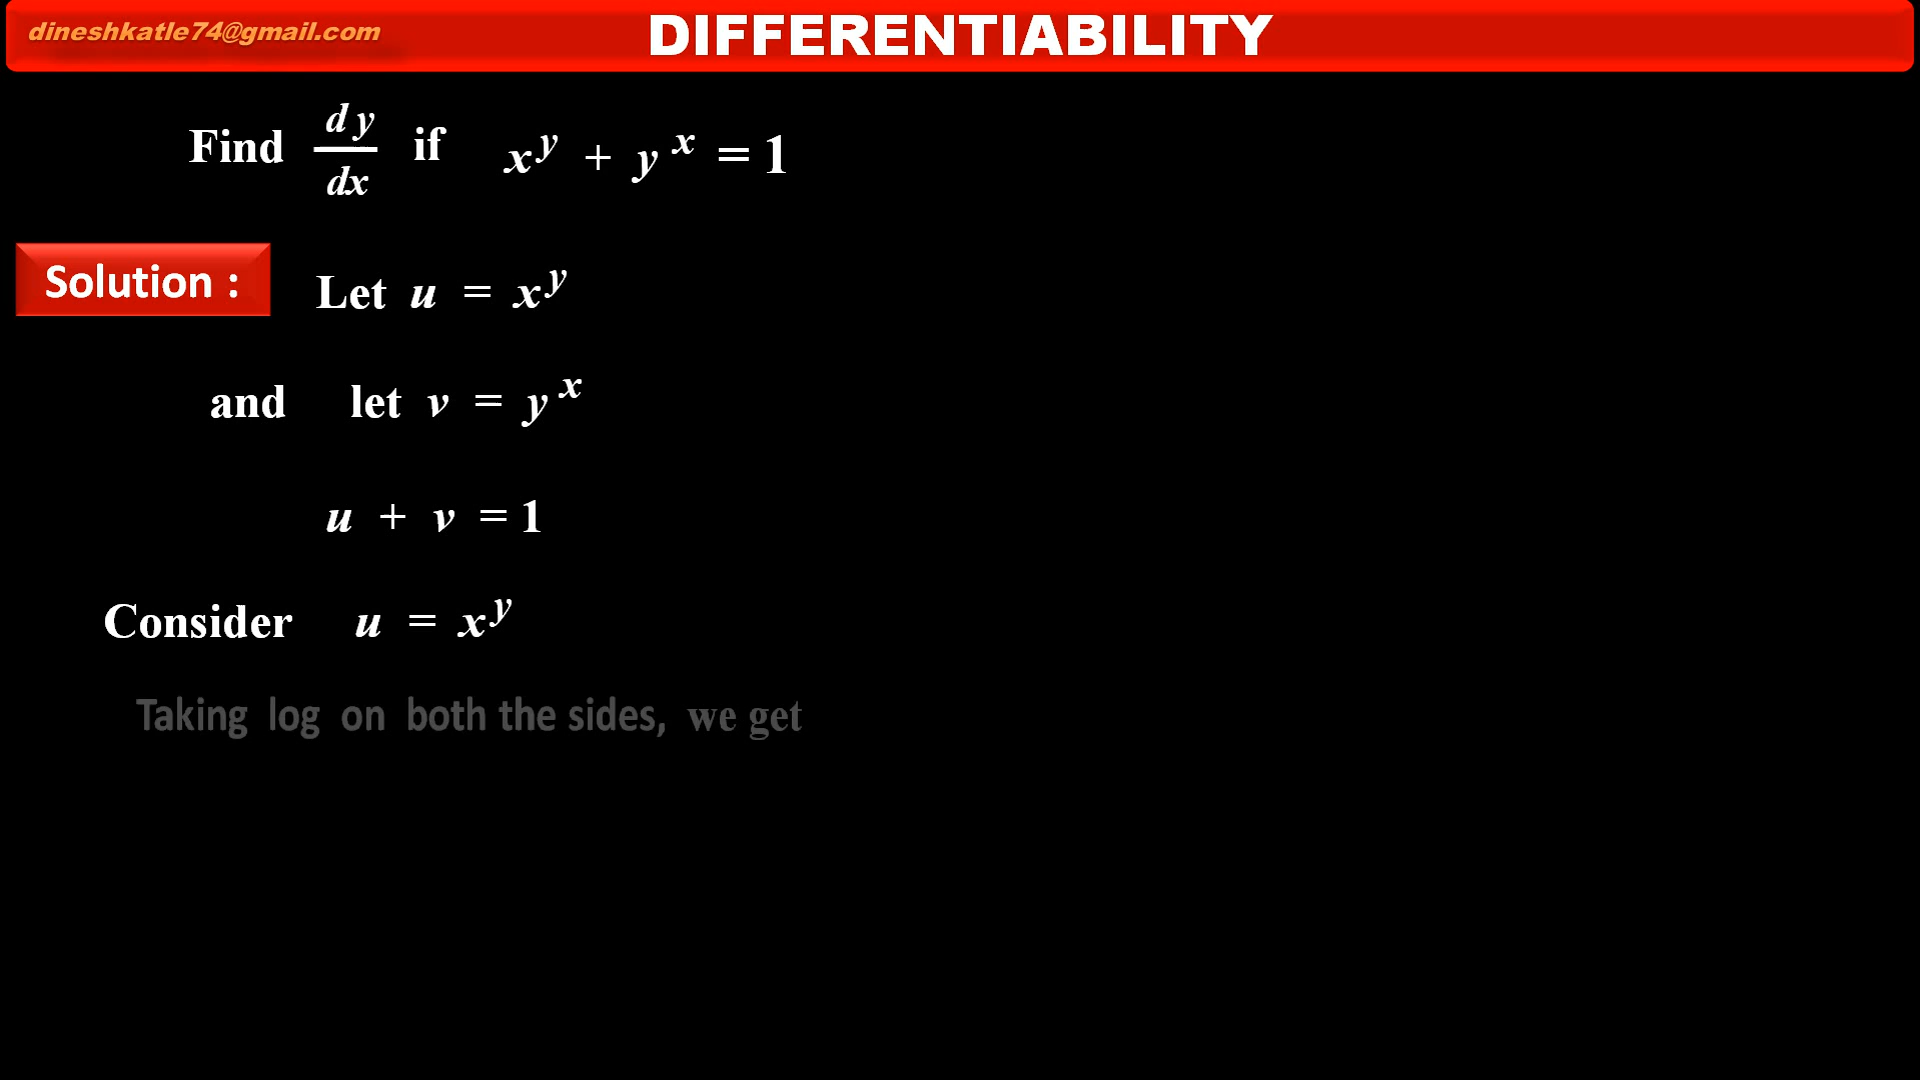 dineshkatle74@gmail.com
DIFFERENTIABILITY
Find dy/dx if x^y + y^x = 1
Solution : Let u = x^y
and let v = y^x
u + v = 1
Consider u = x^y
Taking log on both the sides, we get